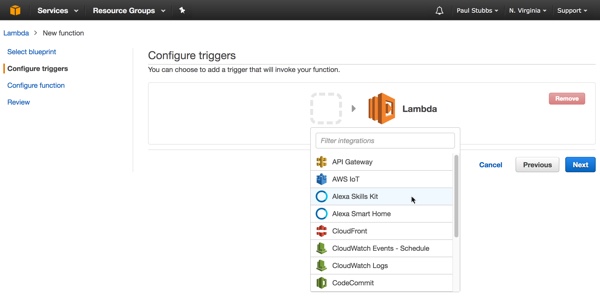 Services Resource Groups Paul Stubbs N. Virginia Support
Lambda New function
Select blueprint
Configure triggers
Configure function
Review
Configure triggers
You can choose to add a trigger that will invoke your function.
Lambda
Remove
Filter integrations
API Gateway
AWS IoT
Alexa Skills Kit
Alexa Smart Home
CloudFront
CloudWatch Events - Schedule
CloudWatch Logs
CodeCommit
Cancel Previous Next